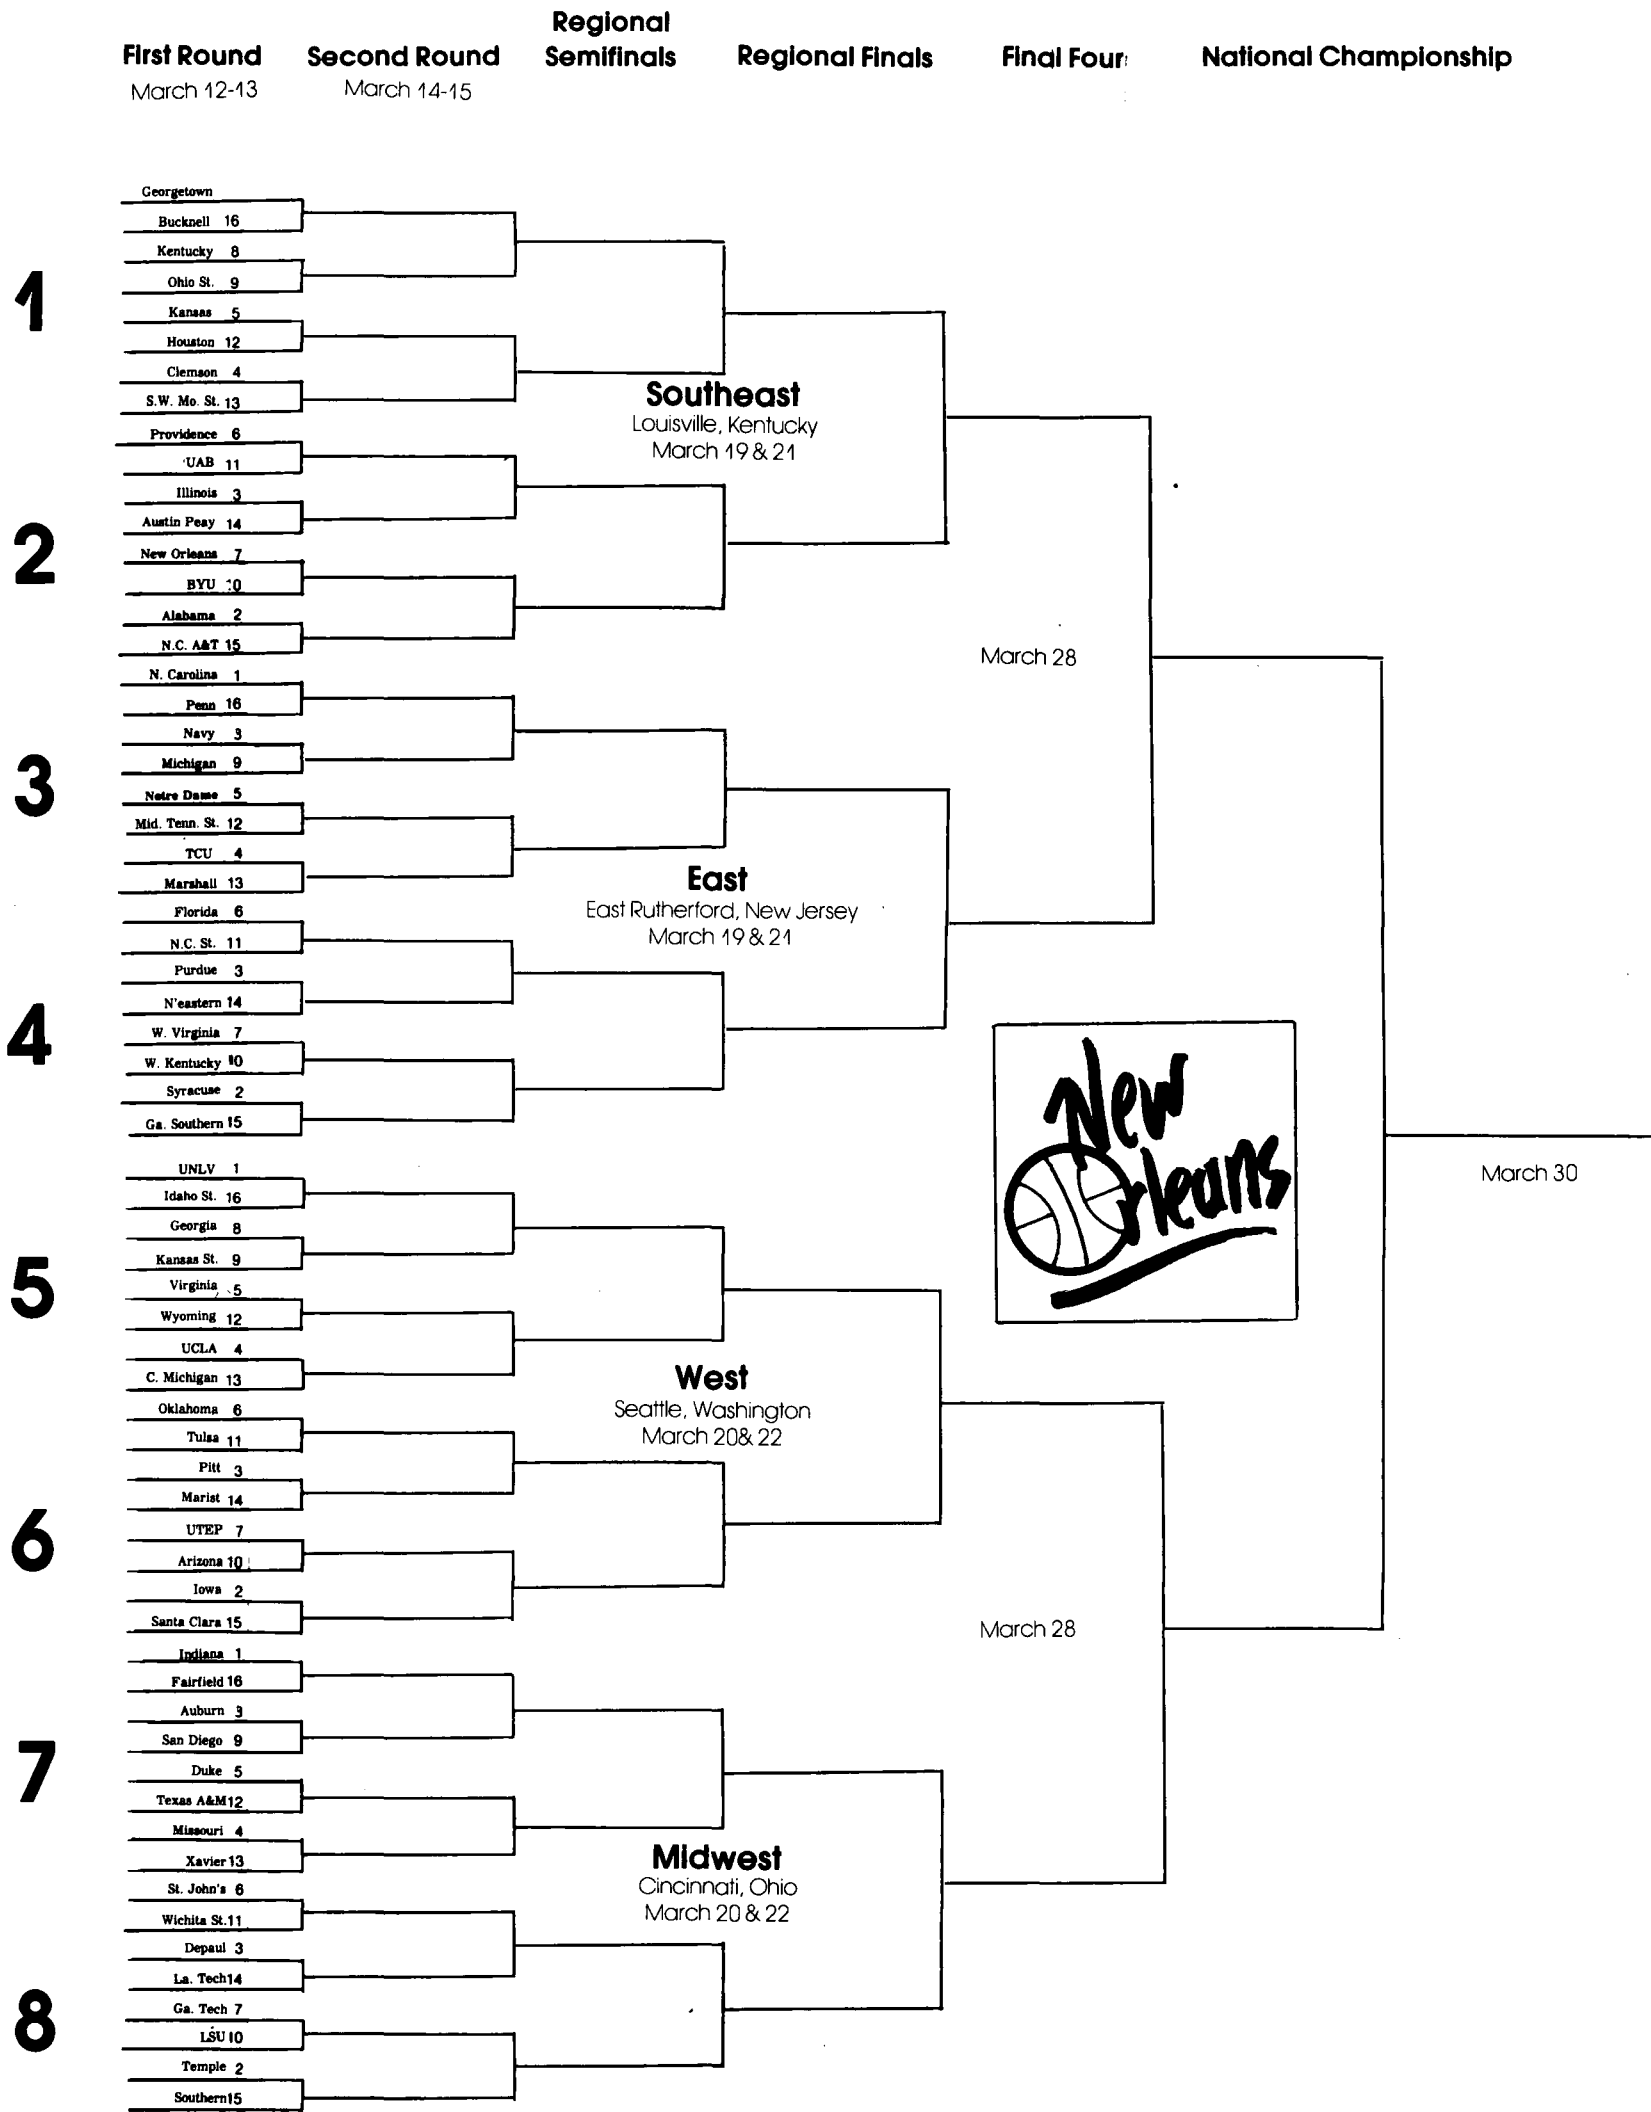 Regional
First Round Second Round Semifinals Regional Finals Final Four National Championship
March 12-13 March 14-15
1
Georgetown
Bucknell 16
Kentucky 8
Ohio St. 9
Kansas 5
Houston 12
Clemson 4
S.W. Mo. St. 13
2
Providence 6
UAB 11
Illinois 3
Austin Peay 14
New Orleans 7
BYU 10
Alabama 2
N.C. A&T 15
Southeast
Louisville, Kentucky
March 19 & 21
3
N. Carolina 1
Penn 16
Navy 3
Michigan 9
Notre Dame 5
Mid. Tenn. St. 12
TCU 4
Marshall 13
4
Florida 6
N.C. St. 11
Purdue 3
N'eastern 14
W. Virginia 7
W. Kentucky 10
Syracuse 2
Ga. Southern 15
East
East Rutherford, New Jersey
March 19 & 21
March 28
5
UNLV 1
Idaho St. 16
Georgia 8
Kansas St. 9
Virginia 5
Wyoming 12
UCLA 4
C. Michigan 13
6
Oklahoma 6
Tulsa 11
Pitt 3
Marist 14
UTEP 7
Arizona 10
Iowa 2
Santa Clara 15
West
Seattle, Washington
March 20& 22
7
Indiana 1
Fairfield 16
Auburn 3
San Diego 9
Duke 5
Texas A&M 12
Missouri 4
Xavier 13
8
St. John's 6
Wichita St. 11
Depaul 3
La. Tech 14
Ga. Tech 7
LSU 10
Temple 2
Southern 15
Midwest
Cincinnati, Ohio
March 20 & 22
March 28
New
Orleans
March 30